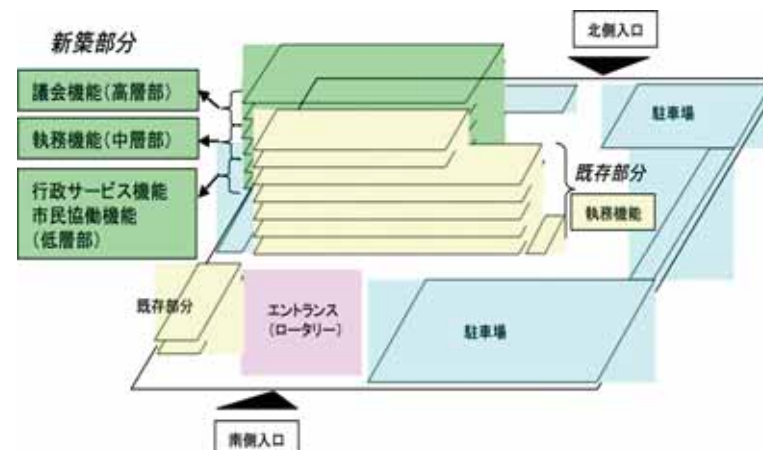 新築部分
北側入口
議会機能(高層部)
駐車場
執務機能(中層部)
既存部分
行政サービス機能
市民協働機能
(低層部)
執務機能
既存部分
エントランス
(ロータリー)
駐車場
南側入口